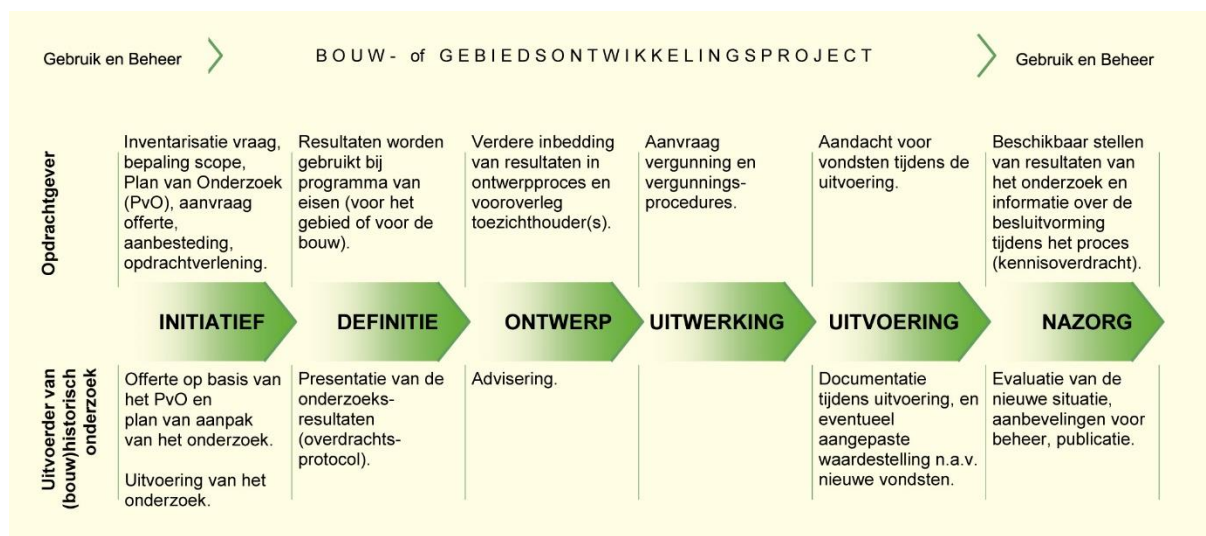 Gebruik en Beheer
BOUW- of GEBIEDSONTWIKKELINGSPROJECT
Gebruik en Beheer
Opdrachtgever
Inventarisatie vraag,
bepaling scope,
Plan van Onderzoek
(PvO), aanvraag
offerte,
aanbesteding,
opdrachtverlening.
Resultaten worden
gebruikt bij
programma van
eisen (voor het
gebied of voor de
bouw).
Verdere inbedding
van resultaten in
ontwerpproces en
vooroverleg
toezichthouder(s).
Aanvraag
vergunning en
vergunnings-
procedures.
Aandacht voor
vondsten tijdens de
uitvoering.
Beschikbaar stellen
van resultaten van
het onderzoek en
informatie over de
besluitvorming
tijdens het proces
(kennisoverdracht).
INITIATIEF
DEFINITIE
ONTWERP
UITWERKING
UITVOERING
NAZORG
Uitvoerder van
(bouw)historisch
onderzoek
Offerte op basis van
het PvO en
plan van aanpak
van het onderzoek.
Uitvoering van het
onderzoek.
Presentatie van de
onderzoeks-
resultaten
(overdrachts-
protocol).
Advisering.
Documentatie
tijdens uitvoering, en
eventueel
aangepaste
waardestelling n.a.v.
nieuwe vondsten.
Evaluatie van de
nieuwe situatie,
aanbevelingen voor
beheer, publicatie.